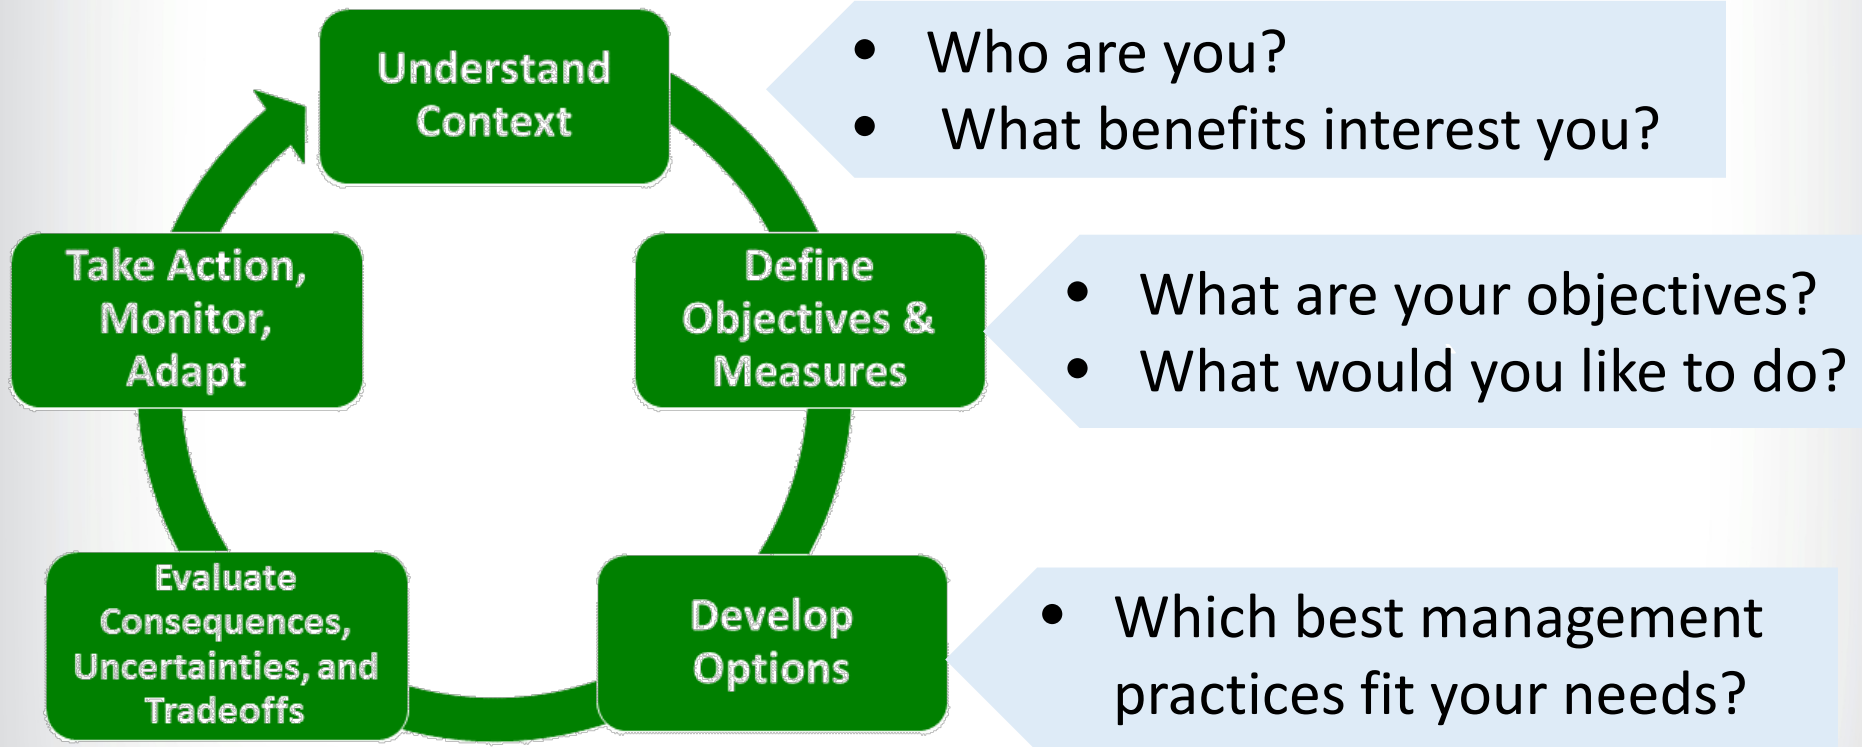 Understand
Context
• Who are you?
• What benefits interest you?
Define
Objectives &
Measures
• What are your objectives?
• What would you like to do?
Develop
Options
• Which best management
practices fit your needs?
Evaluate
Consequences,
Uncertainties, and
Tradeoffs
Take Action,
Monitor,
Adapt